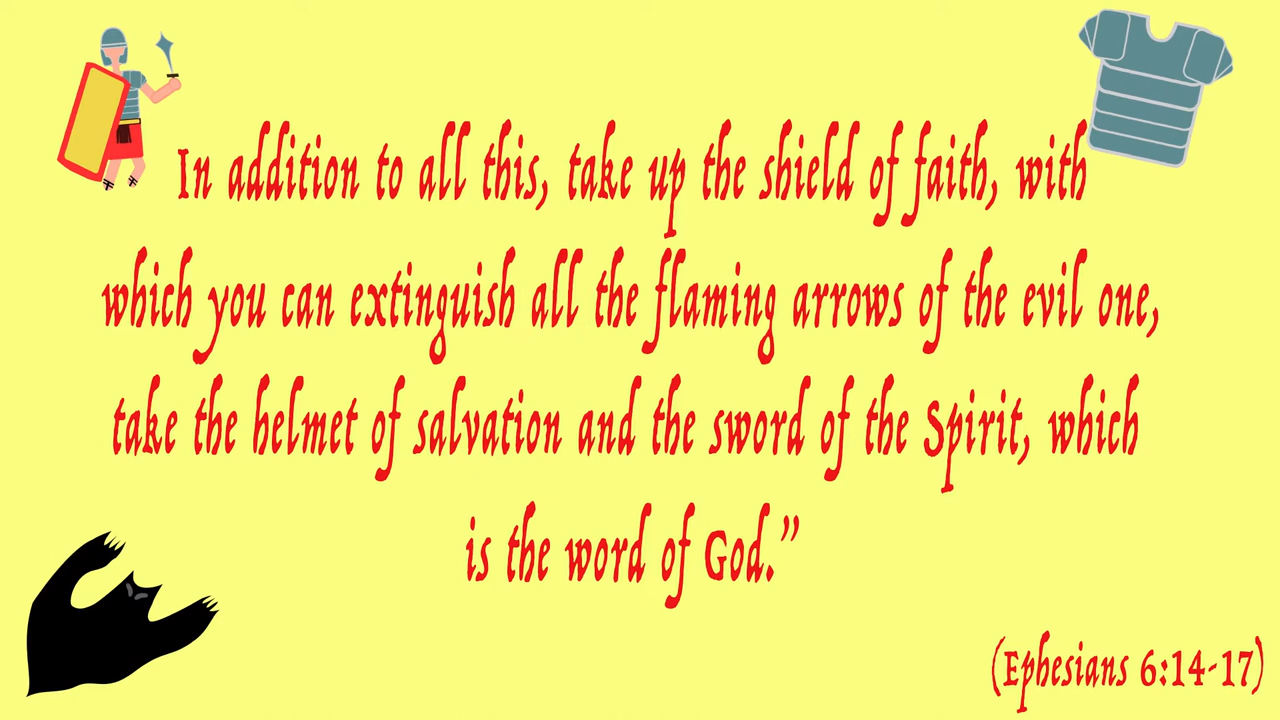 In addition to all this, take up the shield of faith, with
which you can extinguish all the flaming arrows of the evil one,
take the helmet of salvation and the sword of the Spirit, which
is the word of God.”
(Ephesians 6:14-17)